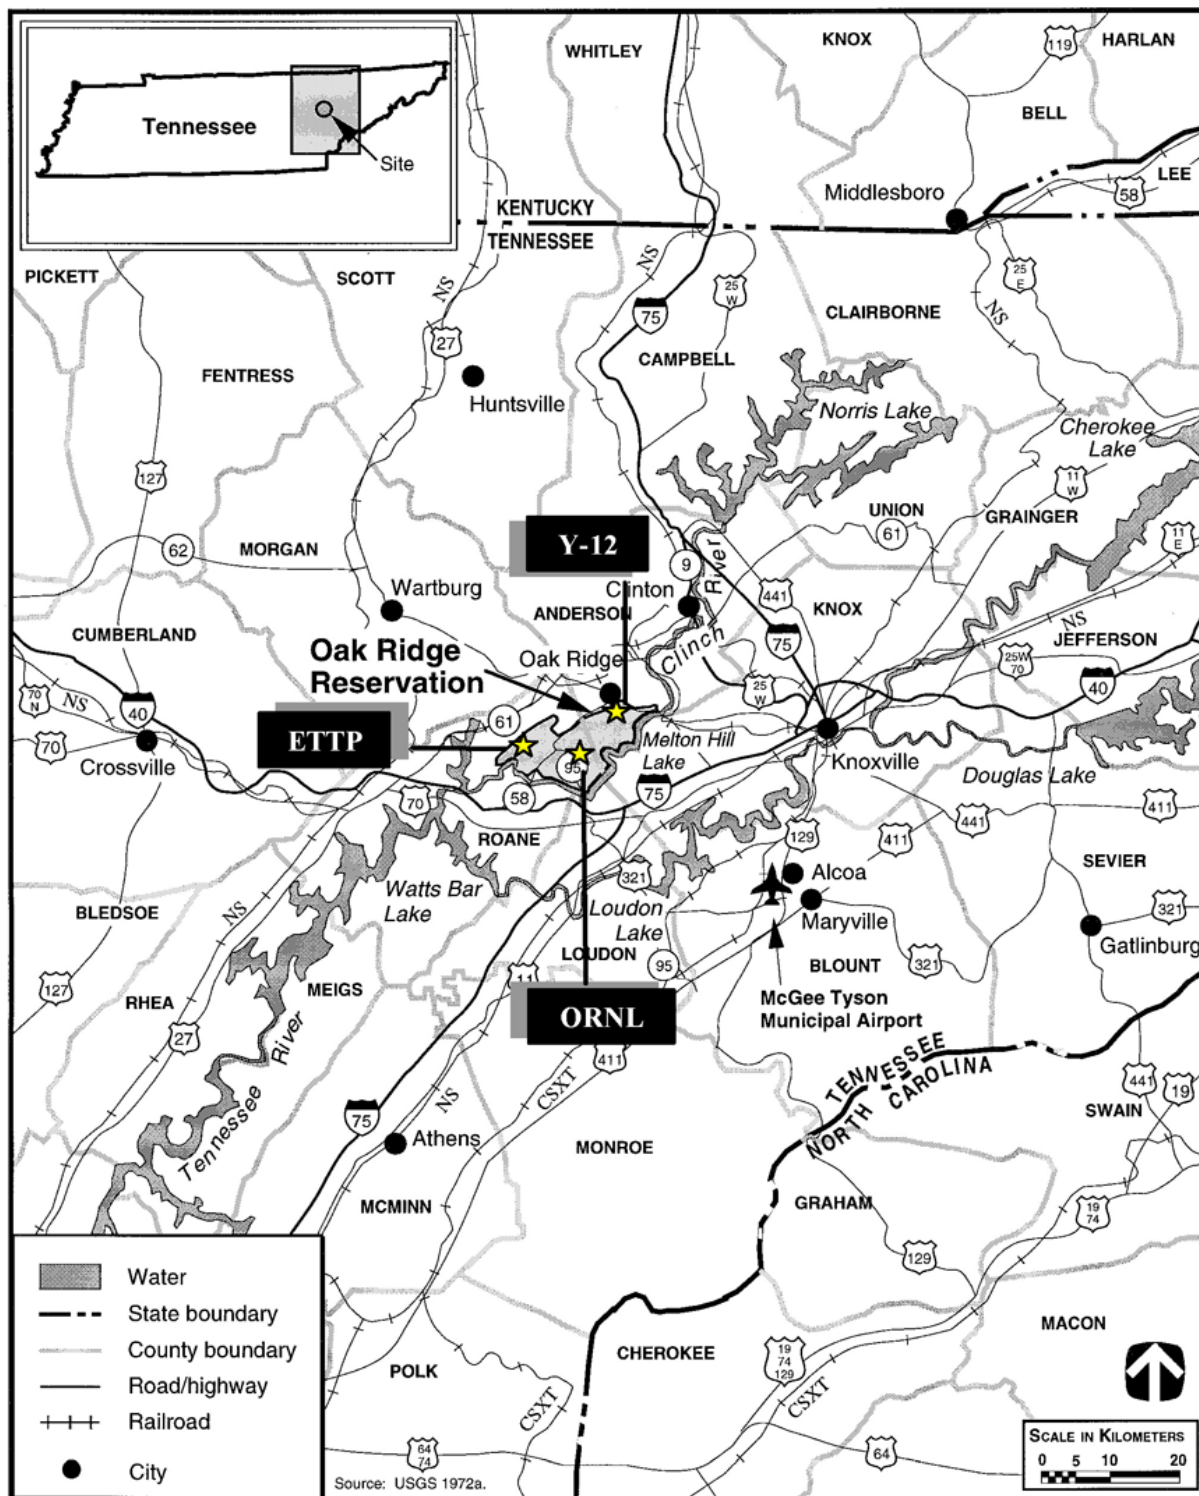 WHITLEY
KNOX
119
HARLAN
BELL
Tennessee
Site
LEE
58
Middlesboro
KENTUCKY
TENNESSEE
PICKETT
SCOTT
NS
NS
25
W
25
E
NS
75
CLAIRBORNE
27
CAMPBELL
FENTRESS
Huntsville
Norris Lake
Cherokee
Lake
127
11
W
UNION
GRAINGER
62
MORGAN
Y-12
61
11
E
9
River
Wartburg
Clinton
441
KNOX
ANDERSON
NS
CUMBERLAND
Clinch
75
JEFFERSON
Oak Ridge
Reservation
Oak Ridge
25W
70
25
W
40
70
N
NS
40
61
ETTP
Melton Hill
Lake
70
Crossville
95
Knoxville
Douglas Lake
58
75
70
411
441
129
411
ROANE
321
SEVIER
Alcoa
Watts Bar
Lake
Loudon
Lake
Maryville
BLEDSOE
NS
321
Gatlinburg
LOUDON
95
BLOUNT
321
11
127
RHEA
MEIGS
McGee Tyson
Municipal Airport
ORNL
27
TENNESSEE
NORTH CAROLINA
411
CSXT
441
19
SWAIN
Tennessee River
75
NS
Athens
MONROE
MCMINN
GRAHAM
19
74
129
Water
State boundary
County boundary
Road/highway
Railroad
City
MACON
CHEROKEE
19
74
129
POLK
CSXT
CSXT
64
74
64
Source: USGS 1972a.
SCALE IN KILOMETERS
0 5 10 20